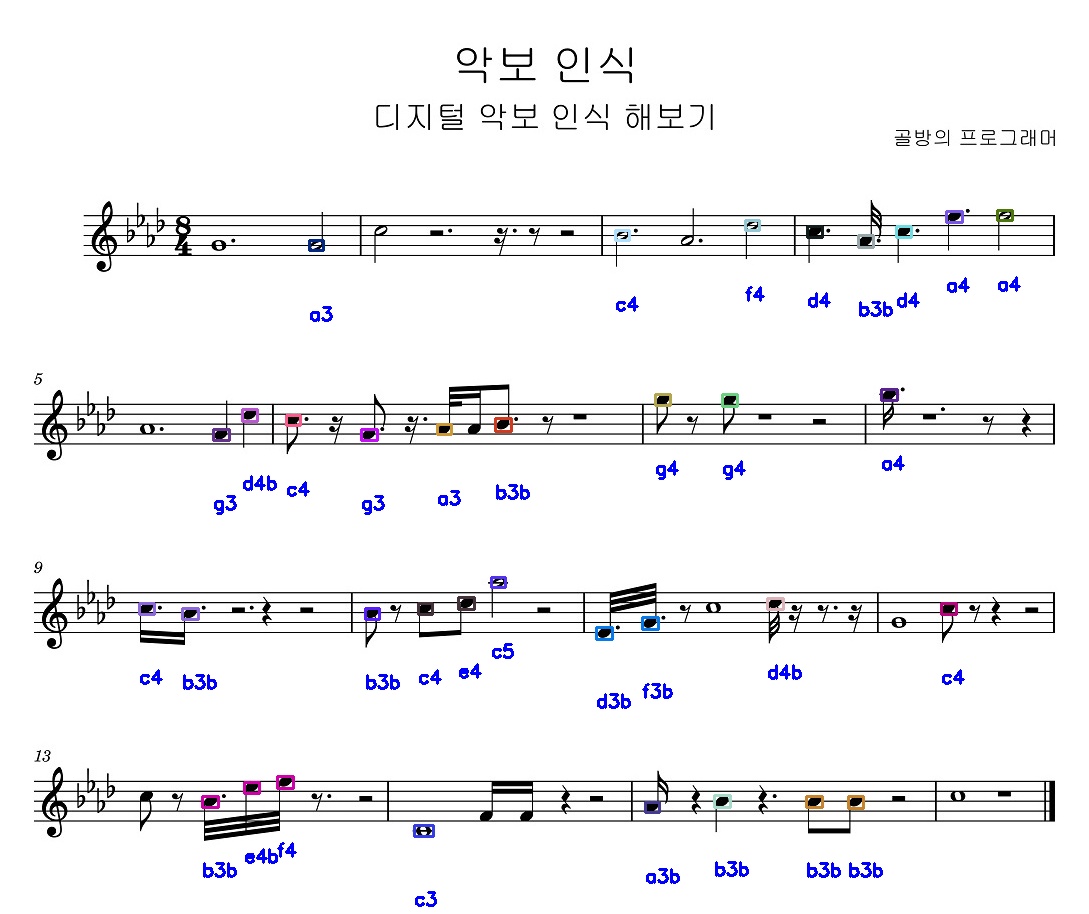 악보 인식
디지털 악보 인식 해보기
골방의 프로그래머
8
4
a3 c4 f4 d4 b3b d4 a4 a4
5
g3 d4b c4 g3 a3 b3b g4 g4 a4
9
c4 b3b b3b c4 e4 c5 d3b f3b d4b c4
13
b3b e4b f4 c3 a3b b3b b3b b3b